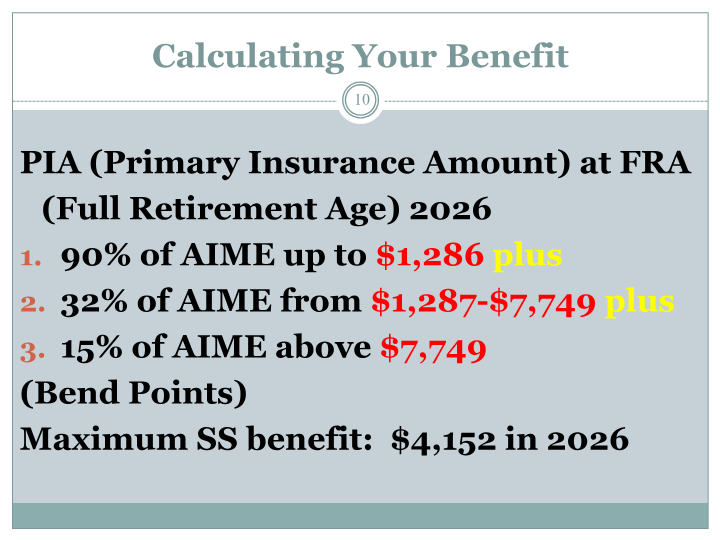 Calculating Your Benefit
10
PIA (Primary Insurance Amount) at FRA
(Full Retirement Age) 2026
1. 90% of AIME up to $1,286 plus
2. 32% of AIME from $1,287-$7,749 plus
3. 15% of AIME above $7,749
(Bend Points)
Maximum SS benefit: $4,152 in 2026